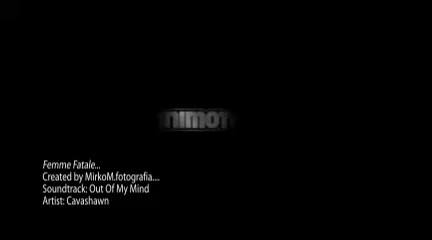 Femme Fatale...
Created by MirkoM.fotografia....
Soundtrack: Out Of My Mind
Artist: Cavashawn